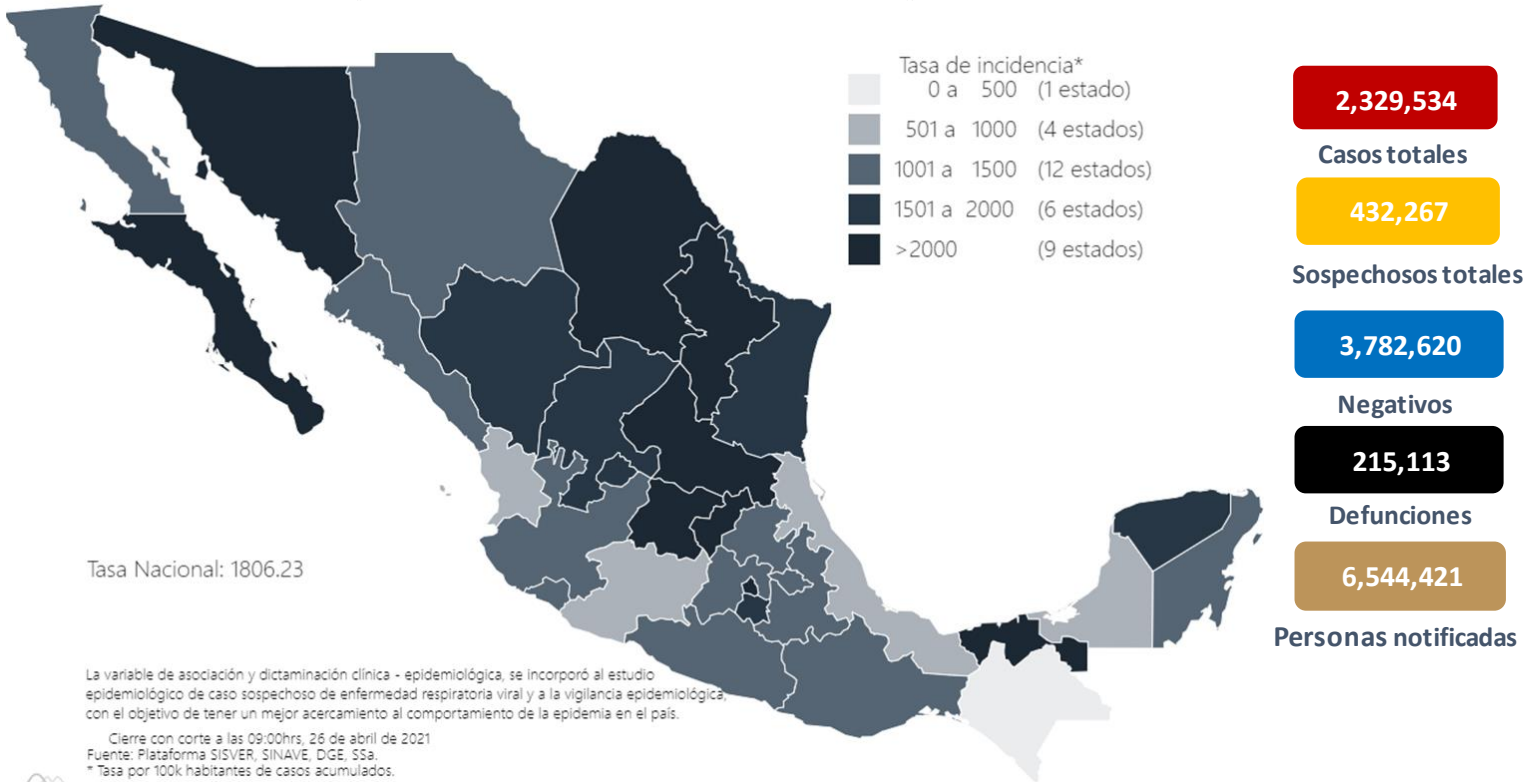 Tasa de incidencia*
0 a 500 (1 estado)
501 a 1000 (4 estados)
1001 a 1500 (12 estados)
1501 a 2000 (6 estados)
>2000 (9 estados)
2,329,534
Casos totales
432,267
Sospechosos totales
3,782,620
Negativos
215,113
Defunciones
6,544,421
Personas notificadas
Tasa Nacional: 1806.23
La variable de asociación y dictaminación clínica - epidemiológica, se incorporó al estudio
epidemiológico de caso sospechoso de enfermedad respiratoria viral y a la vigilancia epidemiológica,
con el objetivo de tener un mejor acercamiento al comportamiento de la epidemia en el país.
Cierre con corte a las 09:00hrs, 26 de abril de 2021
Fuente: Plataforma SISVER, SINAVE, DGE, SSa.
* Tasa por 100k habitantes de casos acumulados.